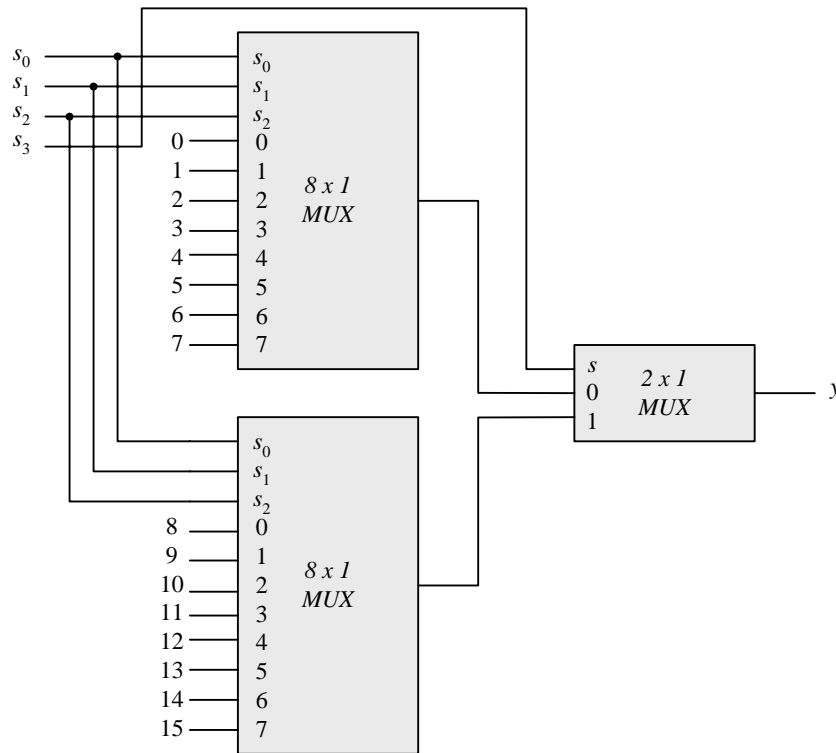 s0 s0
s1 s1
s2 s2
s3
0 0
1 1
2 2
3 3
4 4
5 5
6 6
7 7
8 x 1
MUX
s
0
1
2 x 1
MUX
y
s0
s1
s2
8 0
9 1
10 2
11 3
12 4
13 5
14 6
15 7
8 x 1
MUX